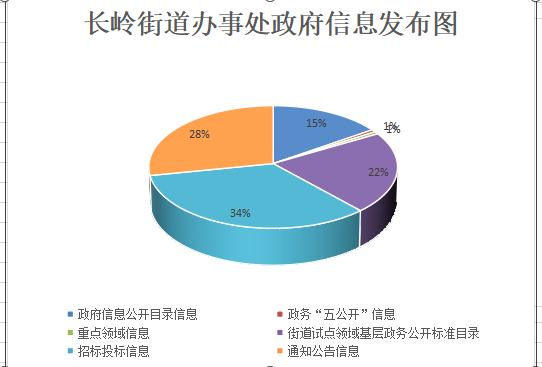 长岭街道办事处政府信息发布图
15%
1%
1%
28%
22%
34%
政府信息公开目录信息
政务“五公开”信息
重点领域信息
街道试点领域基层政务公开标准目录
招标投标信息
通知公告信息